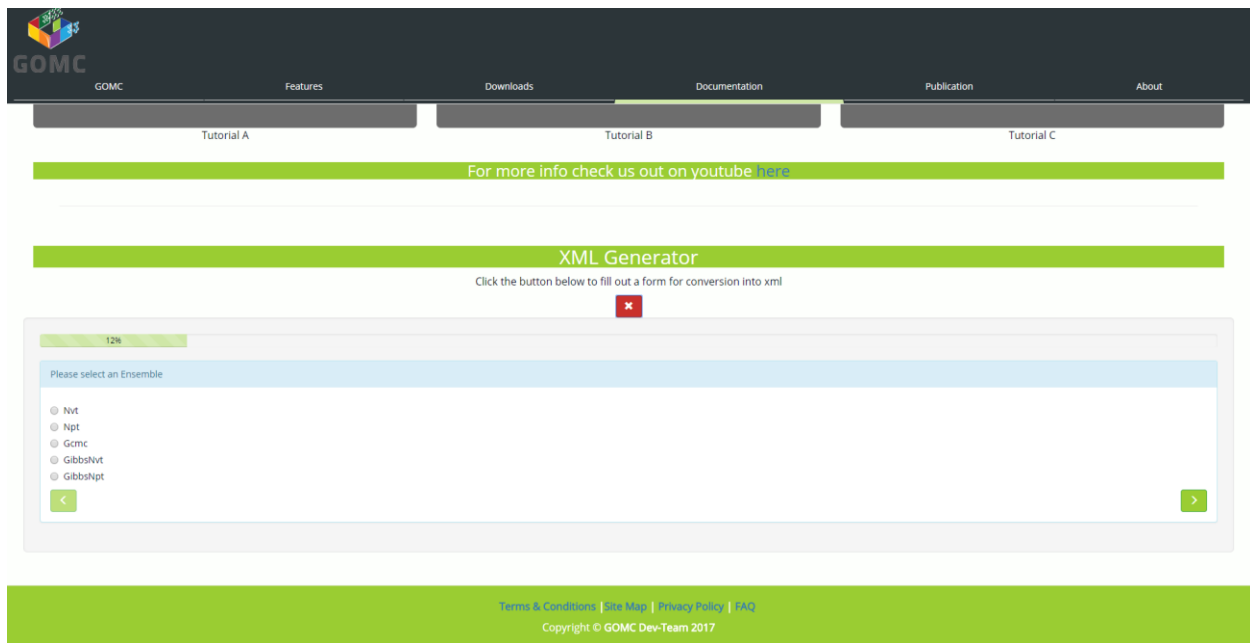 GOMC
GOMC Features Downloads Documentation Publication About
Tutorial A Tutorial B Tutorial C
For more info check us out on youtube here
XML Generator
Click the button below to fill out a form for conversion into xml
12%
Please select an Ensemble
Nvt
Npt
Gcmc
GibbsNvt
GibbsNpt
Terms & Conditions | Site Map | Privacy Policy | FAQ
Copyright © GOMC Dev-Team 2017